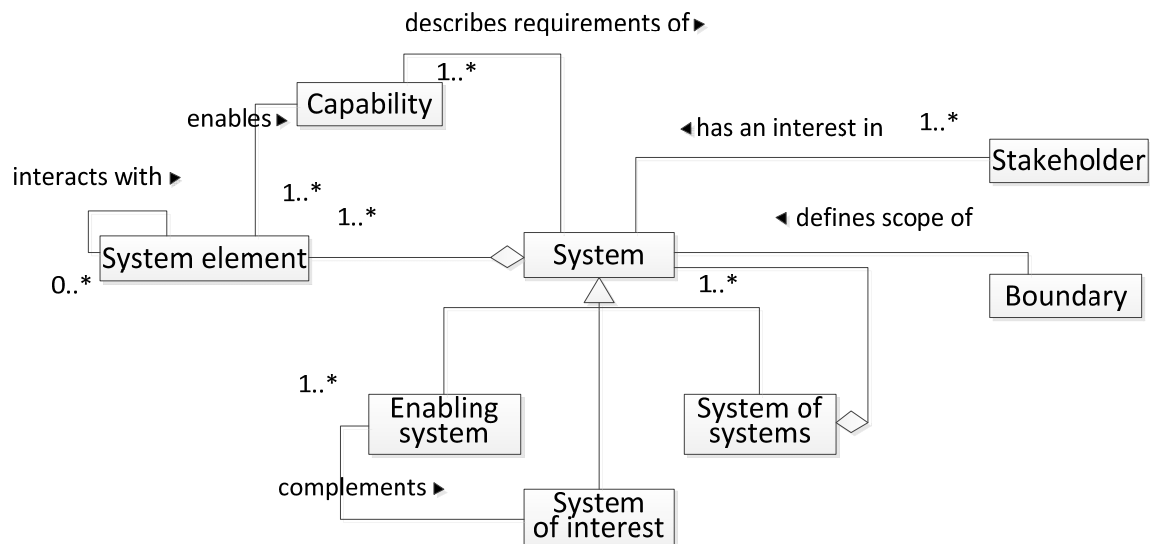 describes requirements of►
1..*
Capability
enables►
◄has an interest in
1..*
Stakeholder
interacts with ►
1..*
1..*
◄ defines scope of
System element
System
0..*
1..*
Boundary
1..*
Enabling
system
System of
systems
complements ►
System
of interest